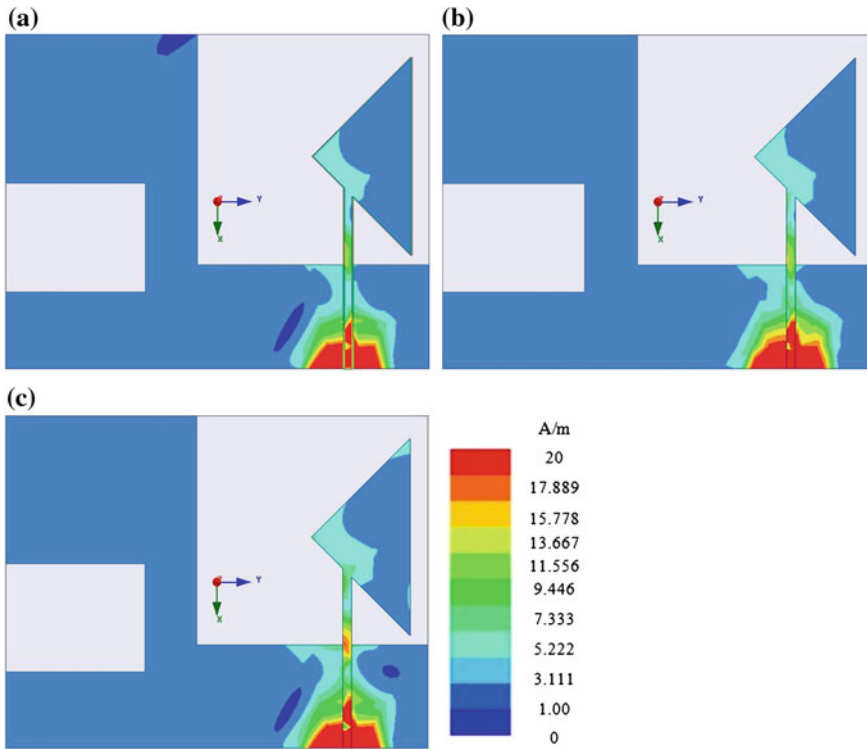 (a)
(b)
Y
X
Y
X
(c)
Y
X
A/m
20
17.889
15.778
13.667
11.556
9.446
7.333
5.222
3.111
1.00
0